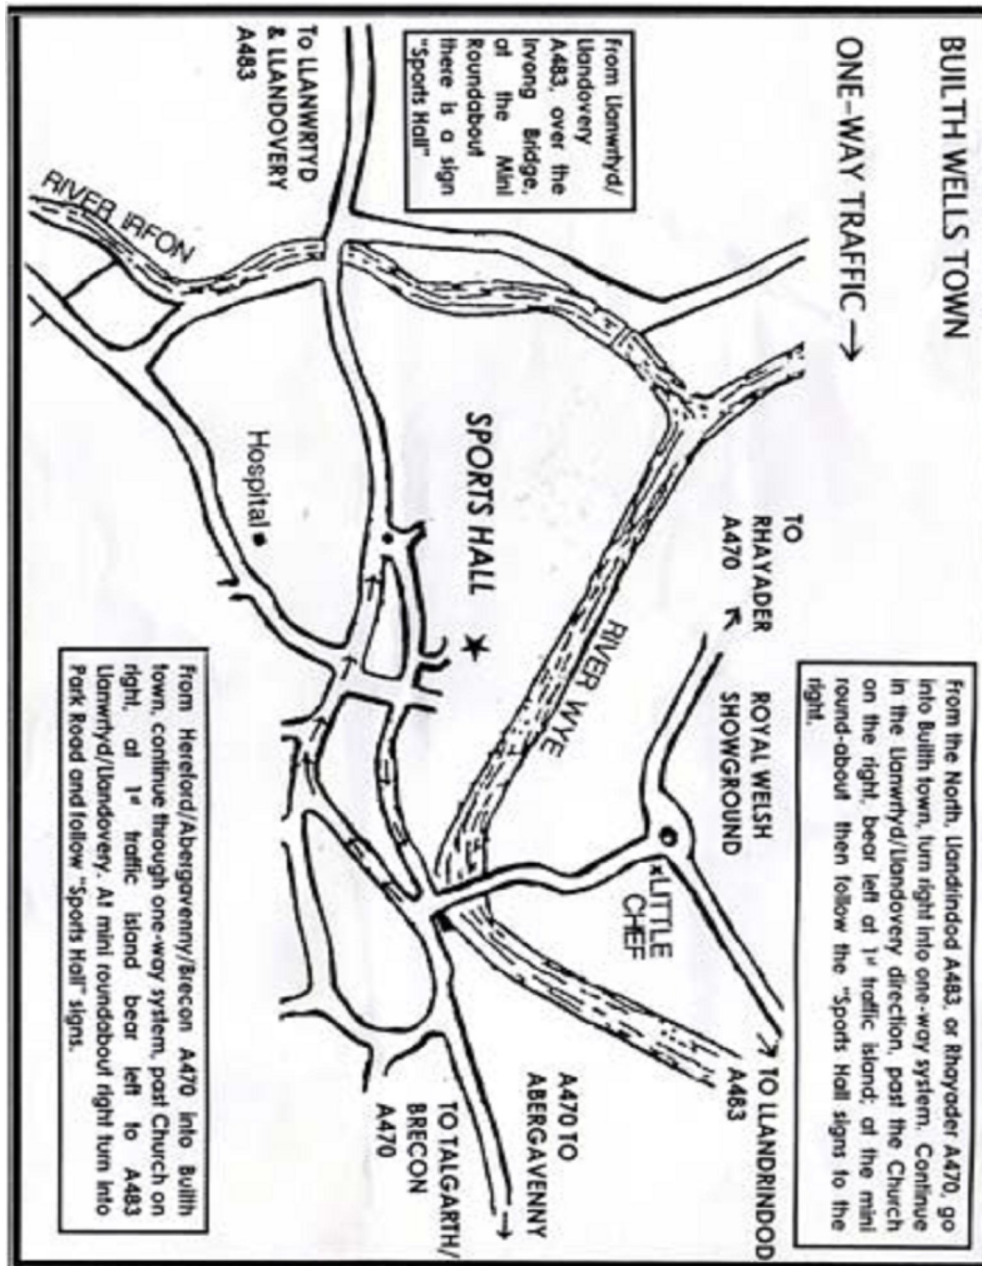 BUILTH WELLS TOWN
ONE-WAY TRAFFIC →
From Llanwrtyd/
Llandovery
A483, over the
Irvong Bridge,
at the Mini
Roundabout
there is a sign
"Sports Hall"
To LLANWRTYD
& LLANDOVERY
A483
RIVER IRFON
Hospital
SPORTS HALL
RIVER WYE
TO
RHAYADER
A470
ROYAL WELSH
SHOWGROUND
LITTLE
CHEF
TO LLANDRINDOD
A483
A470 TO
ABERGAVENNY
TO TALGARTH/
BRECON
A470
From the North, Llandrindod A483, or Rhayader A470, go
into Builth town, turn right into one-way system. Continue
in the Llanwrtyd/Llandovery direction, past the Church
on the right, bear left at 1st traffic island; at the mini
round-about then follow the "Sports Hall signs to the
right.
From Hereford/Abergavenny/Brecon A470 into Builth
town, continue through one-way system, past Church on
right, at 1st traffic island bear left to A483
Llanwrtyd/Llandovery. At mini roundabout right turn into
Park Road and follow "Sports Hall" signs.